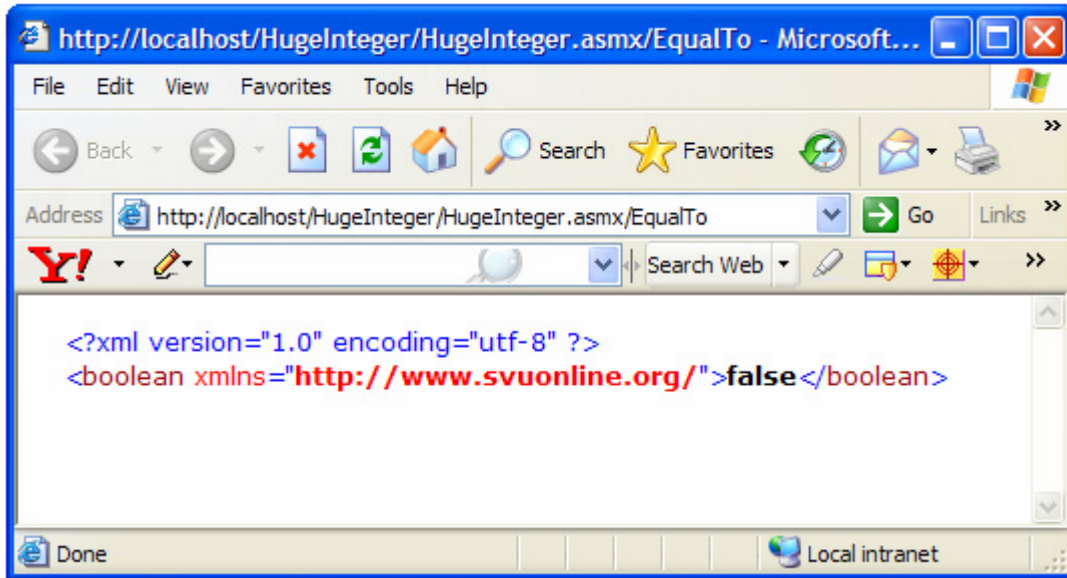 http://localhost/HugeInteger/HugeInteger.asmx/EqualTo - Microsoft...
File Edit View Favorites Tools Help
Back Search Favorites »
Address http://localhost/HugeInteger/HugeInteger.asmx/EqualTo Go Links »
Y! Search Web »
<?xml version="1.0" encoding="utf-8" ?>
<boolean xmlns="http://www.svuonline.org/">false</boolean>
Done Local intranet